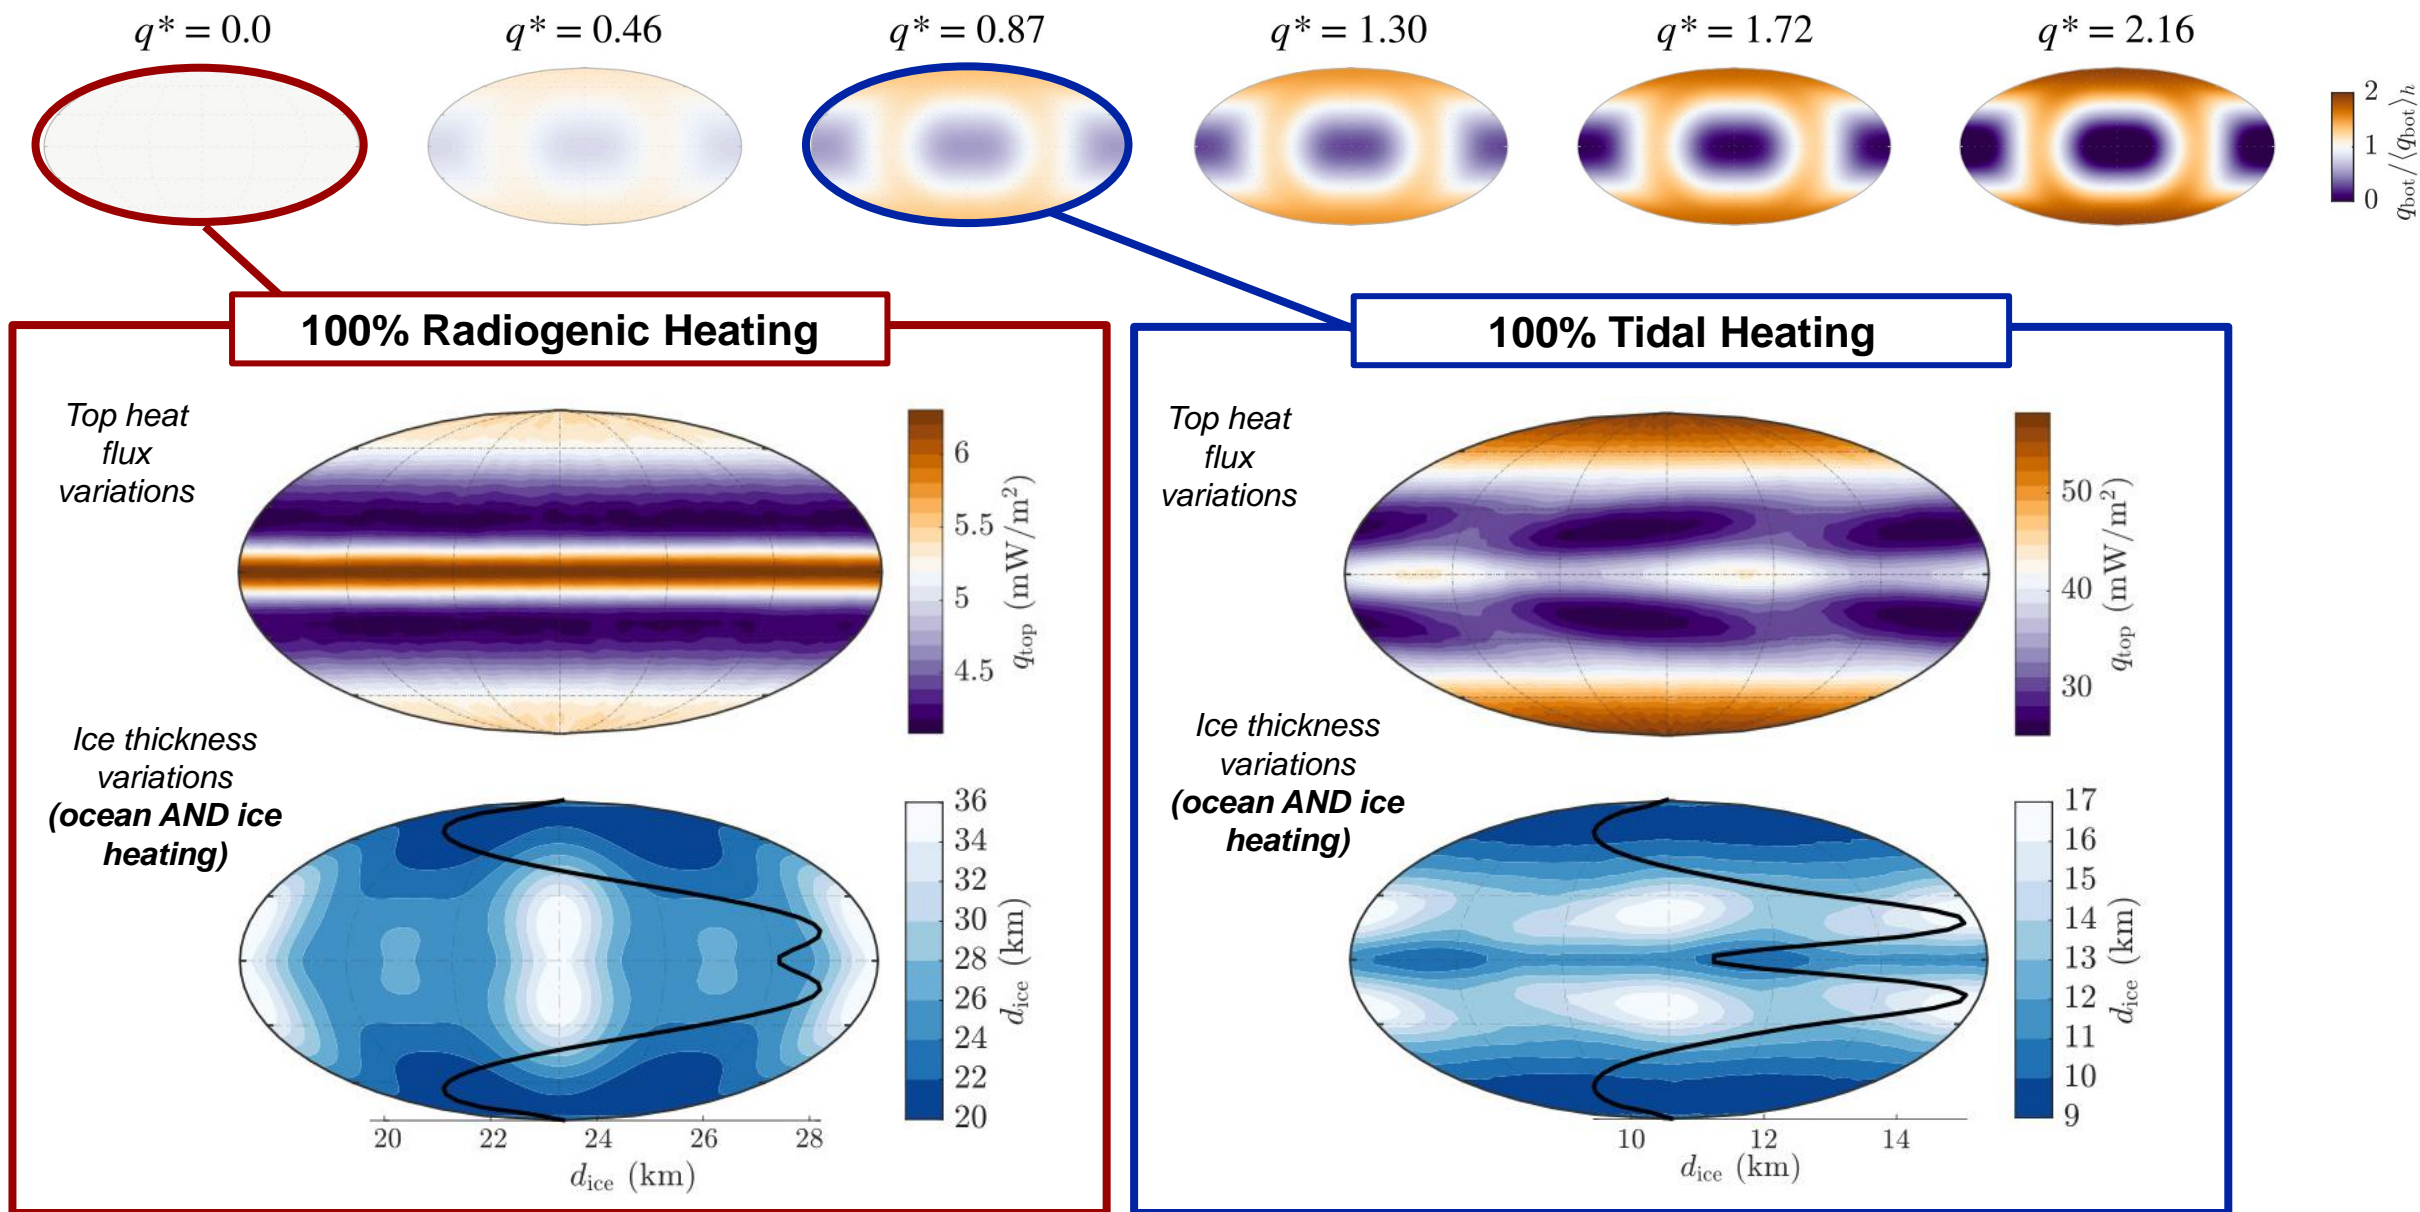 q* = 0.0
q* = 0.46
q* = 0.87
q* = 1.30
q* = 1.72
q* = 2.16
2
1
0
q_bot/⟨q_bot⟩_h
100% Radiogenic Heating
Top heat
flux
variations
6
5.5
5
4.5
q_top (mW/m²)
Ice thickness
variations
(ocean AND ice
heating)
36
34
32
30
28
26
24
22
20
d_ice (km)
20 22 24 26 28
d_ice (km)
100% Tidal Heating
Top heat
flux
variations
50
40
30
q_top (mW/m²)
Ice thickness
variations
(ocean AND ice
heating)
17
16
15
14
13
12
11
10
9
d_ice (km)
10 12 14
d_ice (km)